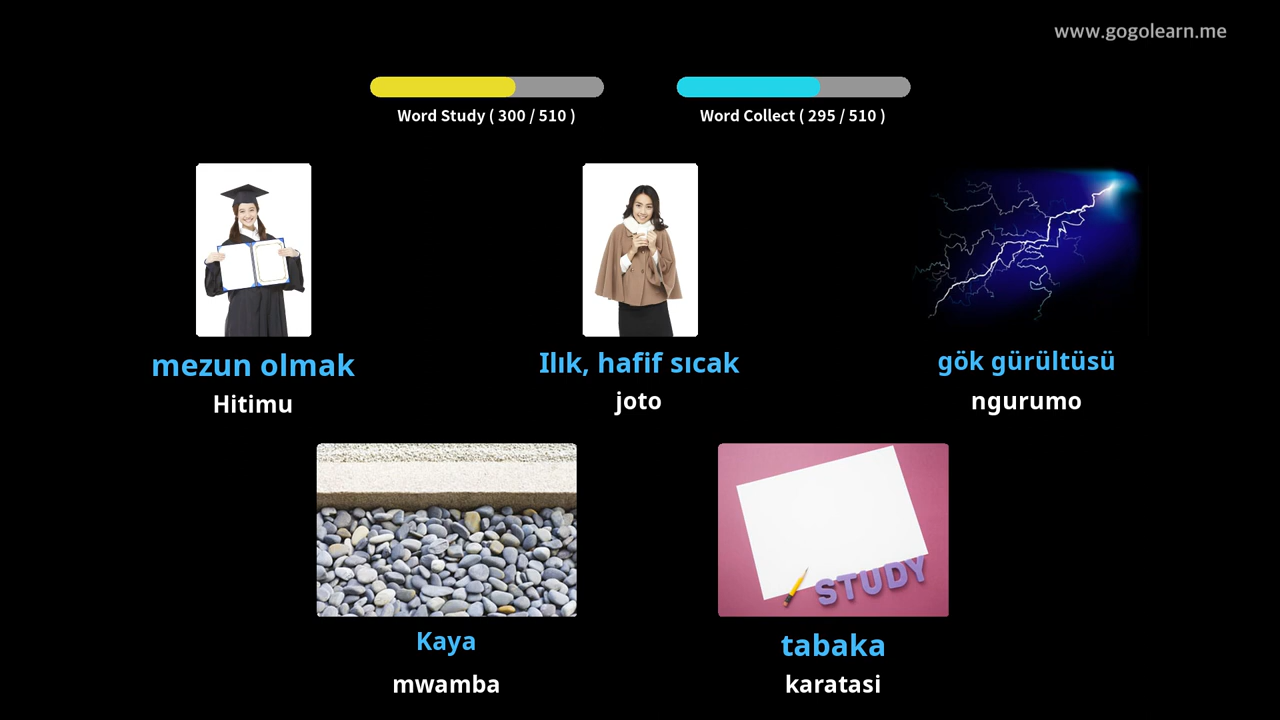 www.gogolearn.me
Word Study ( 300 / 510 )
Word Collect ( 295 / 510 )
mezun olmak
Hitimu
Ilık, hafif sıcak
joto
gök gürültüsü
ngurumo
Kaya
mwamba
STUDY
tabaka
karatasi